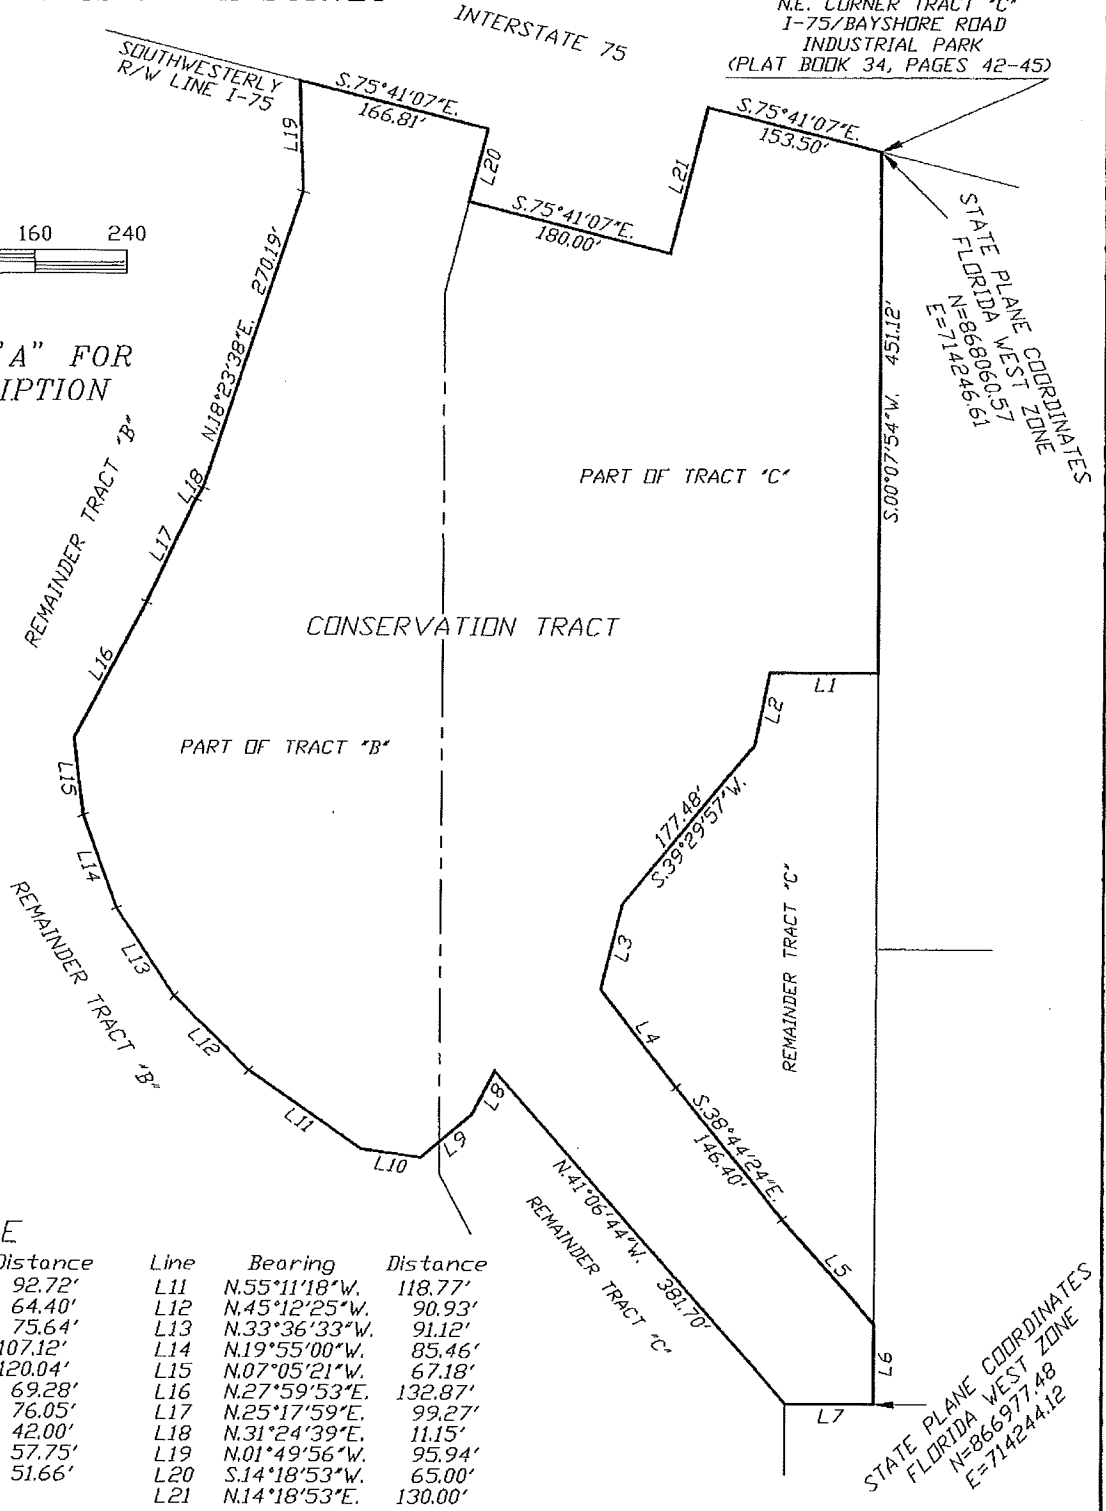 INTERSTATE 75
N.E. CORNER TRACT "C"
I-75/BAYSHORE ROAD
INDUSTRIAL PARK
(PLAT BOOK 34, PAGES 42-45)
SOUTHWESTERLY
R/W LINE I-75
S.75°41'07"E.
166.81'
S.75°41'07"E.
153.50'
L19
L20
L21
S.75°41'07"E.
180.00'
160 240
STATE PLANE COORDINATES
FLORIDA WEST ZONE
N=868060.57
E=714246.61
N.18°23'38"E. 270.19'
S.00°07'54"W. 451.12'
"A" FOR
REMAINDER TRACT "B"
PART OF TRACT "C"
L18
L17
CONSERVATION TRACT
L16
L1
L2
PART OF TRACT "B"
L15
177.48'
S.39°29'57"W.
L14
REMAINDER TRACT "B"
REMAINDER TRACT "C"
L13
L3
L12
L4
L11
L8
L9
L10
S.38°44'24"E.
146.40'
N.41°06'44"W. 381.70'
REMAINDER TRACT "C"
L5
L6
L7
STATE PLANE COORDINATES
FLORIDA WEST ZONE
N=866977.48
E=714244.12
Distance Line Bearing Distance
92.72' L11 N.55°11'18"W. 118.77'
64.40' L12 N.45°12'25"W. 90.93'
75.64' L13 N.33°36'33"W. 91.12'
107.12' L14 N.19°55'00"W. 85.46'
120.04' L15 N.07°05'21"W. 67.18'
69.28' L16 N.27°59'53"E. 132.87'
76.05' L17 N.25°17'59"E. 99.27'
42.00' L18 N.31°24'39"E. 11.15'
57.75' L19 N.01°49'56"W. 95.94'
51.66' L20 S.14°18'53"W. 65.00'
L21 N.14°18'53"E. 130.00'